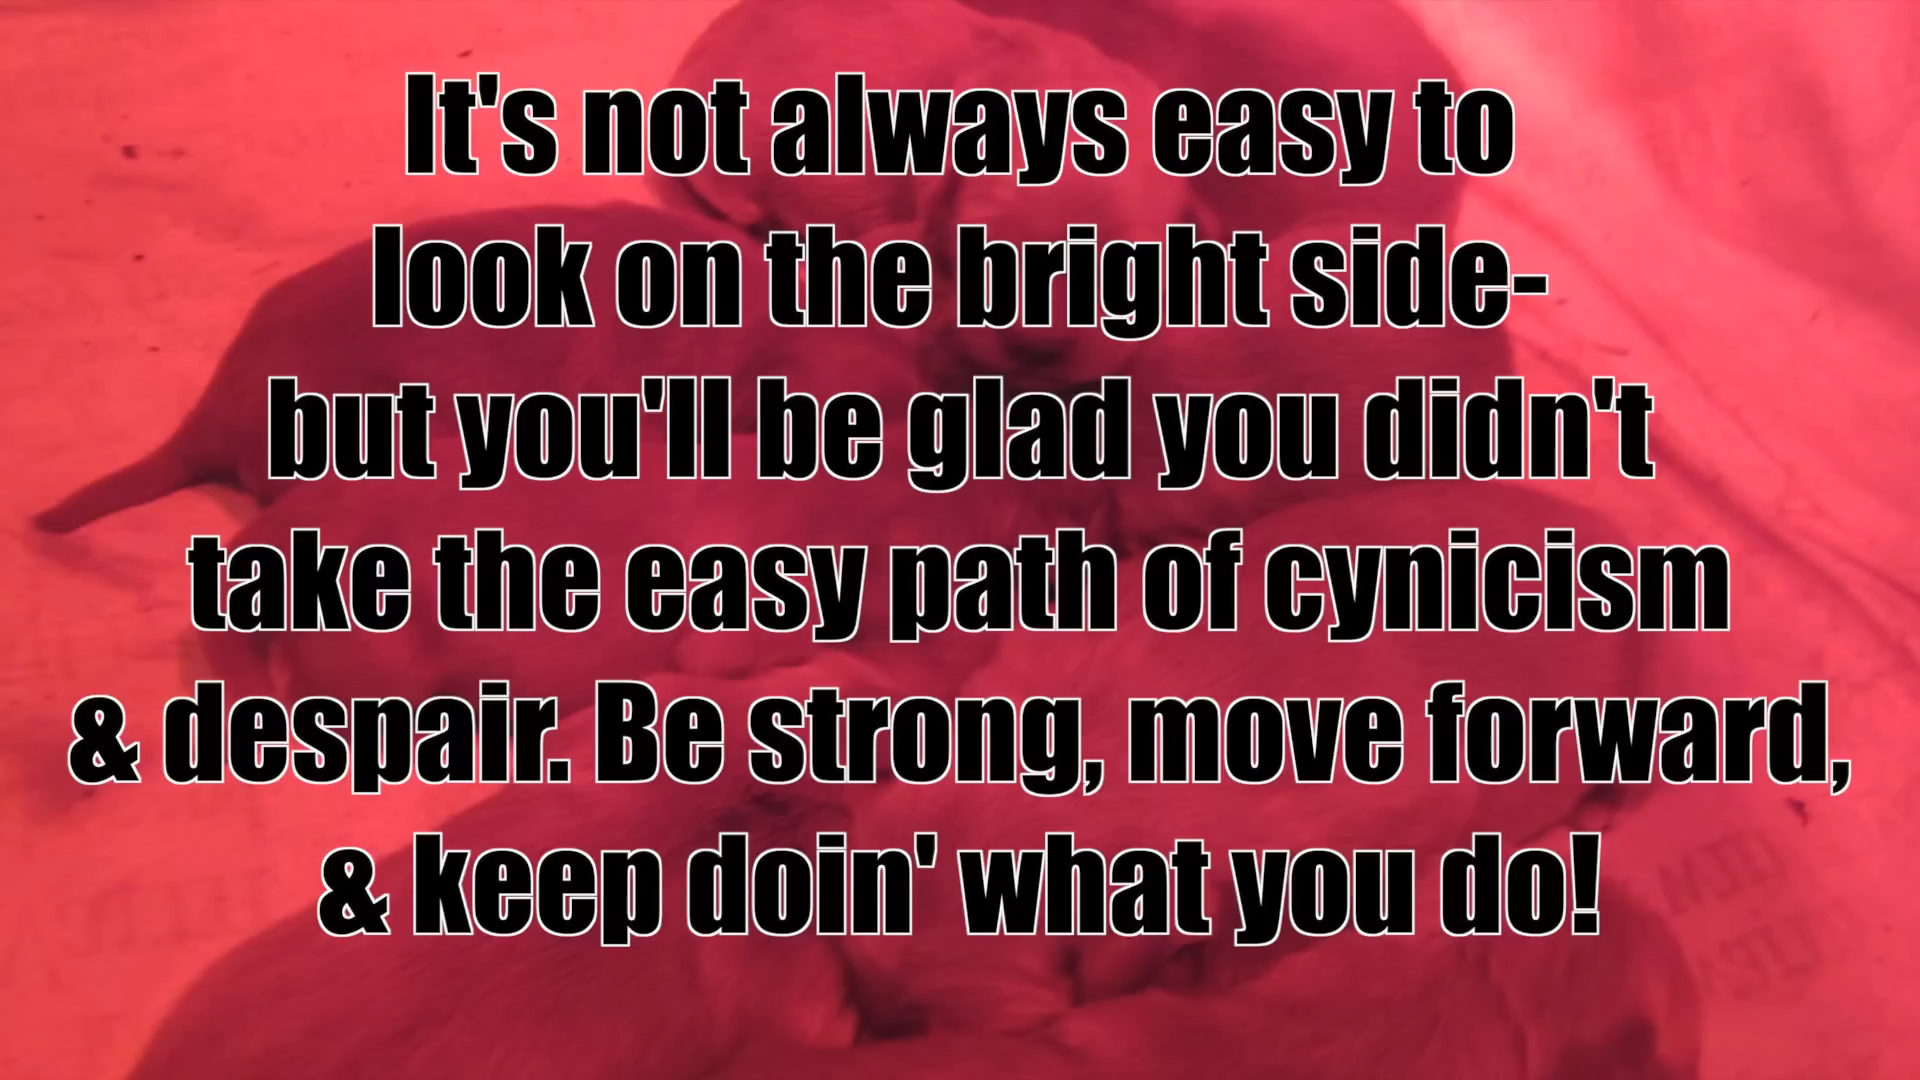 It's not always easy to
look on the bright side-
but you'll be glad you didn't
take the easy path of cynicism
& despair. Be strong, move forward,
& keep doin' what you do!